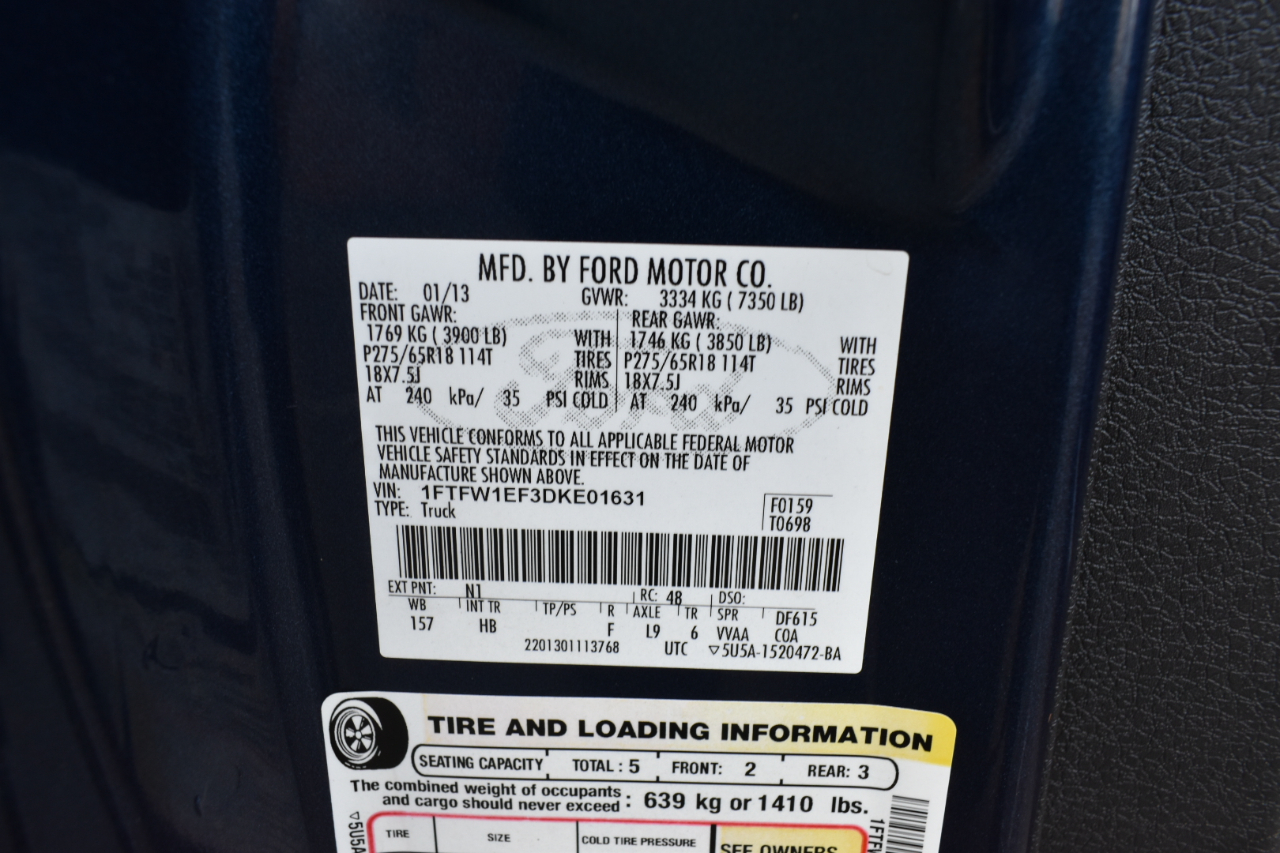 MFD. BY FORD MOTOR CO.
DATE: 01/13 GVWR: 3334 KG ( 7350 LB)
FRONT GAWR: REAR GAWR:
1769 KG ( 3900 LB) WITH 1746 KG ( 3850 LB) WITH
P275/65R18 114T TIRES P275/65R18 114T TIRES
18X7.5J RIMS 18X7.5J RIMS
AT 240 kPa/ 35 PSI COLD AT 240 kPa/ 35 PSI COLD
Ford
THIS VEHICLE CONFORMS TO ALL APPLICABLE FEDERAL MOTOR
VEHICLE SAFETY STANDARDS IN EFFECT ON THE DATE OF
MANUFACTURE SHOWN ABOVE.
VIN: 1FTFW1EF3DKE01631
TYPE: Truck
F0159
T0698
EXT PNT: N1 RC: 48 DSO:
WB INT TR TP/PS R AXLE TR SPR DF615
157 HB F L9 6 VVAA COA
2201301113768 UTC ▽5U5A-1520472-BA
TIRE AND LOADING INFORMATION
SEATING CAPACITY TOTAL : 5 FRONT: 2 REAR: 3
The combined weight of occupants
and cargo should never exceed : 639 kg or 1410 lbs.
TIRE SIZE COLD TIRE PRESSURE SEE OWNERS
▽5U5A
1FTF